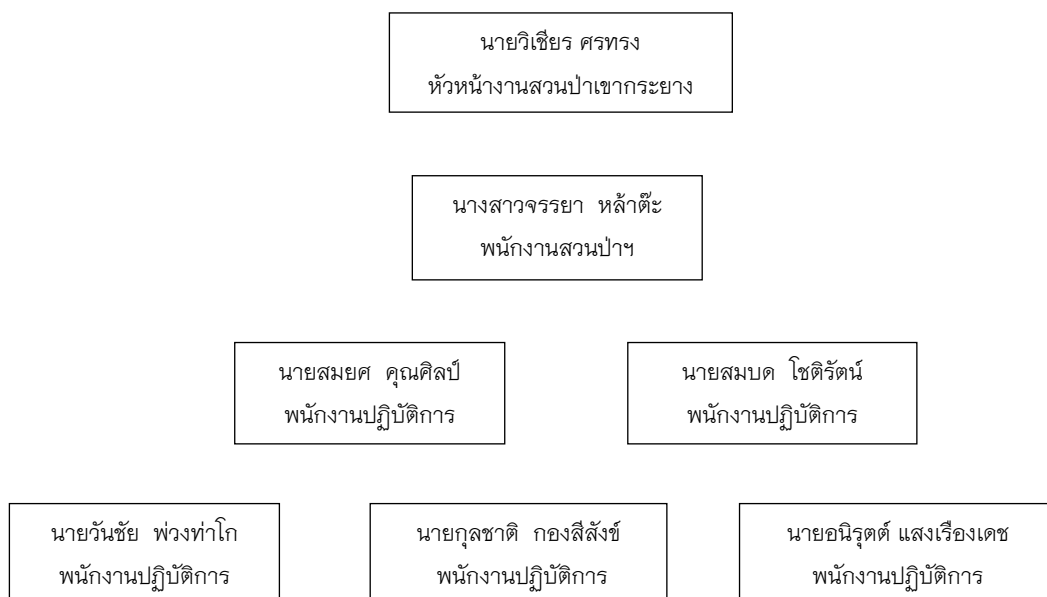 นายวิเชียร ศรทรง
หัวหน้างานสวนป่าเขากระยาง
นางสาวจรรยา หล้าต๊ะ
พนักงานสวนป่าฯ
นายสมยศ คุณศิลป์
พนักงานปฏิบัติการ
นายสมบด โชติรัตน์
พนักงานปฏิบัติการ
นายวันชัย พ่วงท่าโก
พนักงานปฏิบัติการ
นายกุลชาติ กองสีสังข์
พนักงานปฏิบัติการ
นายอนิรุตต์ แสงเรืองเดช
พนักงานปฏิบัติการ